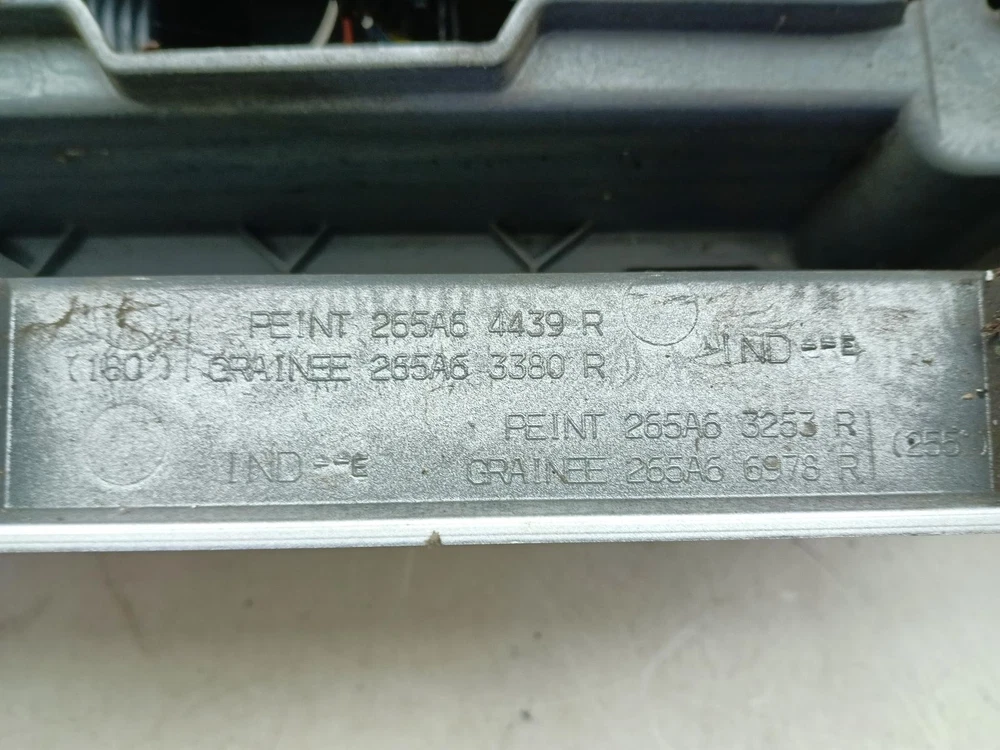 PEINT 265A6 4439 R
(160°) GRAINEE 265A6 3380 R
IND --E
PEINT 265A6 3253 R
GRAINEE 265A6 6978 R (255°)
IND --E